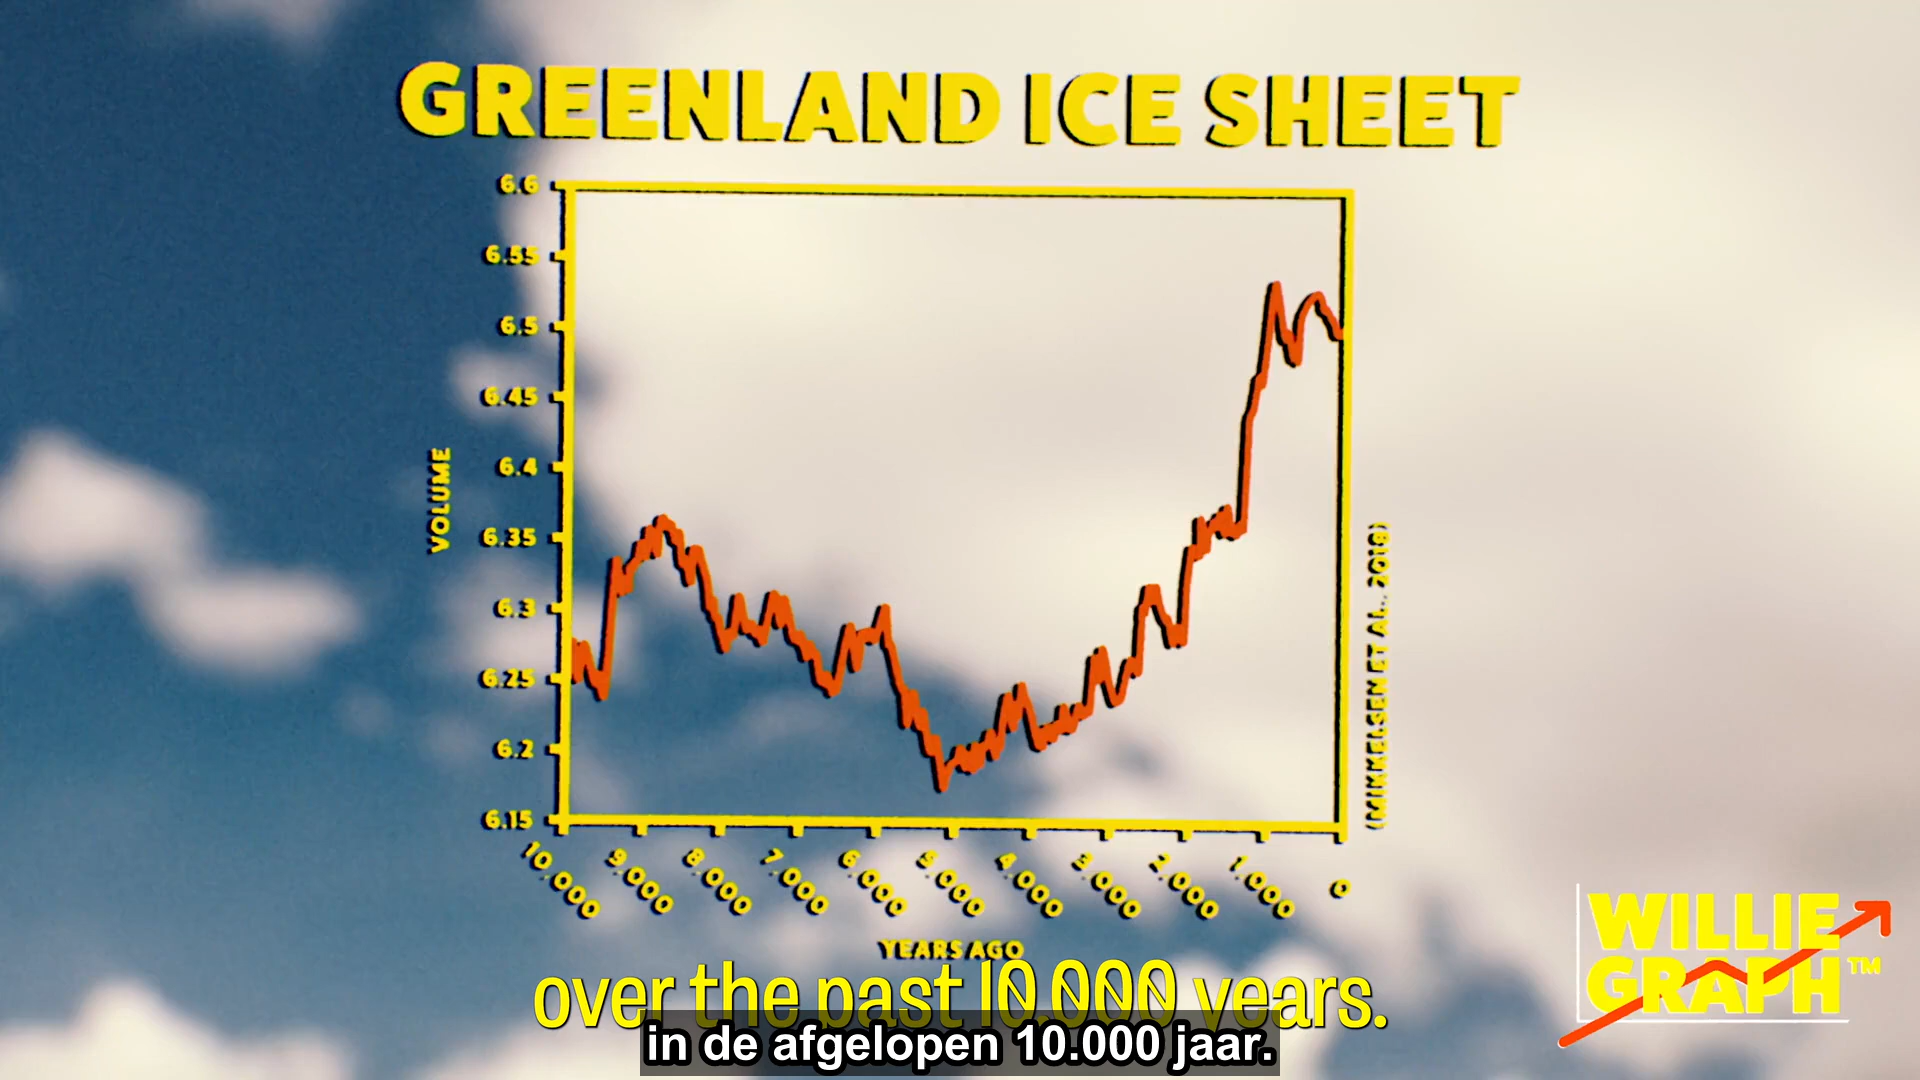 GREENLAND ICE SHEET
6.6
6.55
6.5
6.45
6.4
6.35
6.3
6.25
6.2
6.15
VOLUME
10.000
9.000
8.000
7.000
6.000
5.000
4.000
3.000
2.000
1.000
0
YEARS AGO
(MIKKELSEN ET AL., 2018)
over the past 10.000 years.
in de afgelopen 10.000 jaar.
WILLIE
GRAPH™